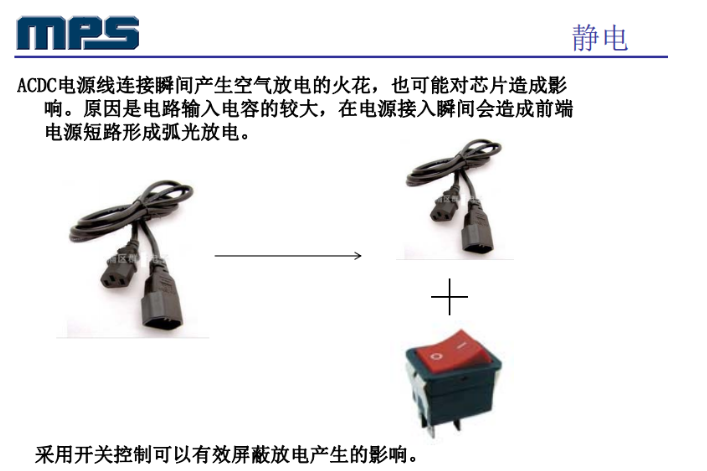 MPS
静电
ACDC电源线连接瞬间产生空气放电的火花，也可能对芯片造成影
响。原因是电路输入电容的较大，在电源接入瞬间会造成前端
电源短路形成弧光放电。
采用开关控制可以有效屏蔽放电产生的影响。